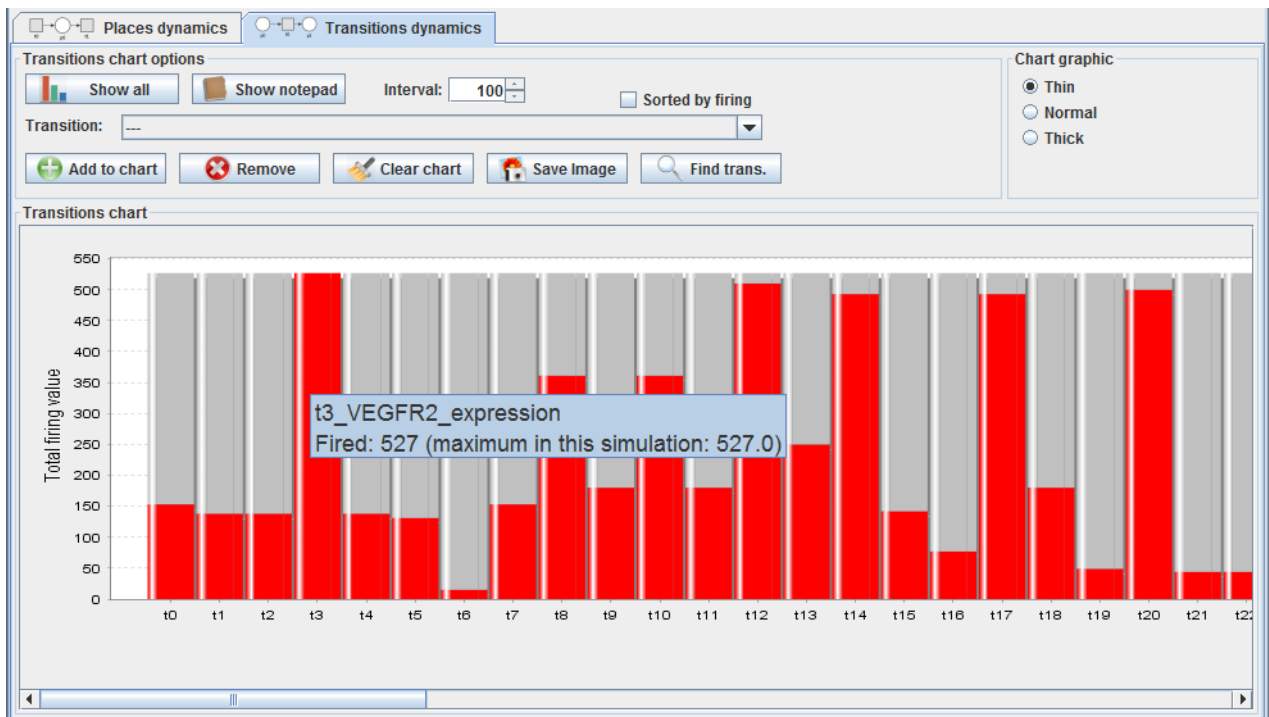 Places dynamics
Transitions dynamics
Transitions chart options
Chart graphic
Show all
Show notepad
Interval: 100
Sorted by firing
Thin
Normal
Thick
Transition: ---
Add to chart
Remove
Clear chart
Save Image
Find trans.
Transitions chart
Total firing value
550
500
450
400
350
300
250
200
150
100
50
0
t3_VEGFR2_expression
Fired: 527 (maximum in this simulation: 527.0)
t0 t1 t2 t3 t4 t5 t6 t7 t8 t9 t10 t11 t12 t13 t14 t15 t16 t17 t18 t19 t20 t21